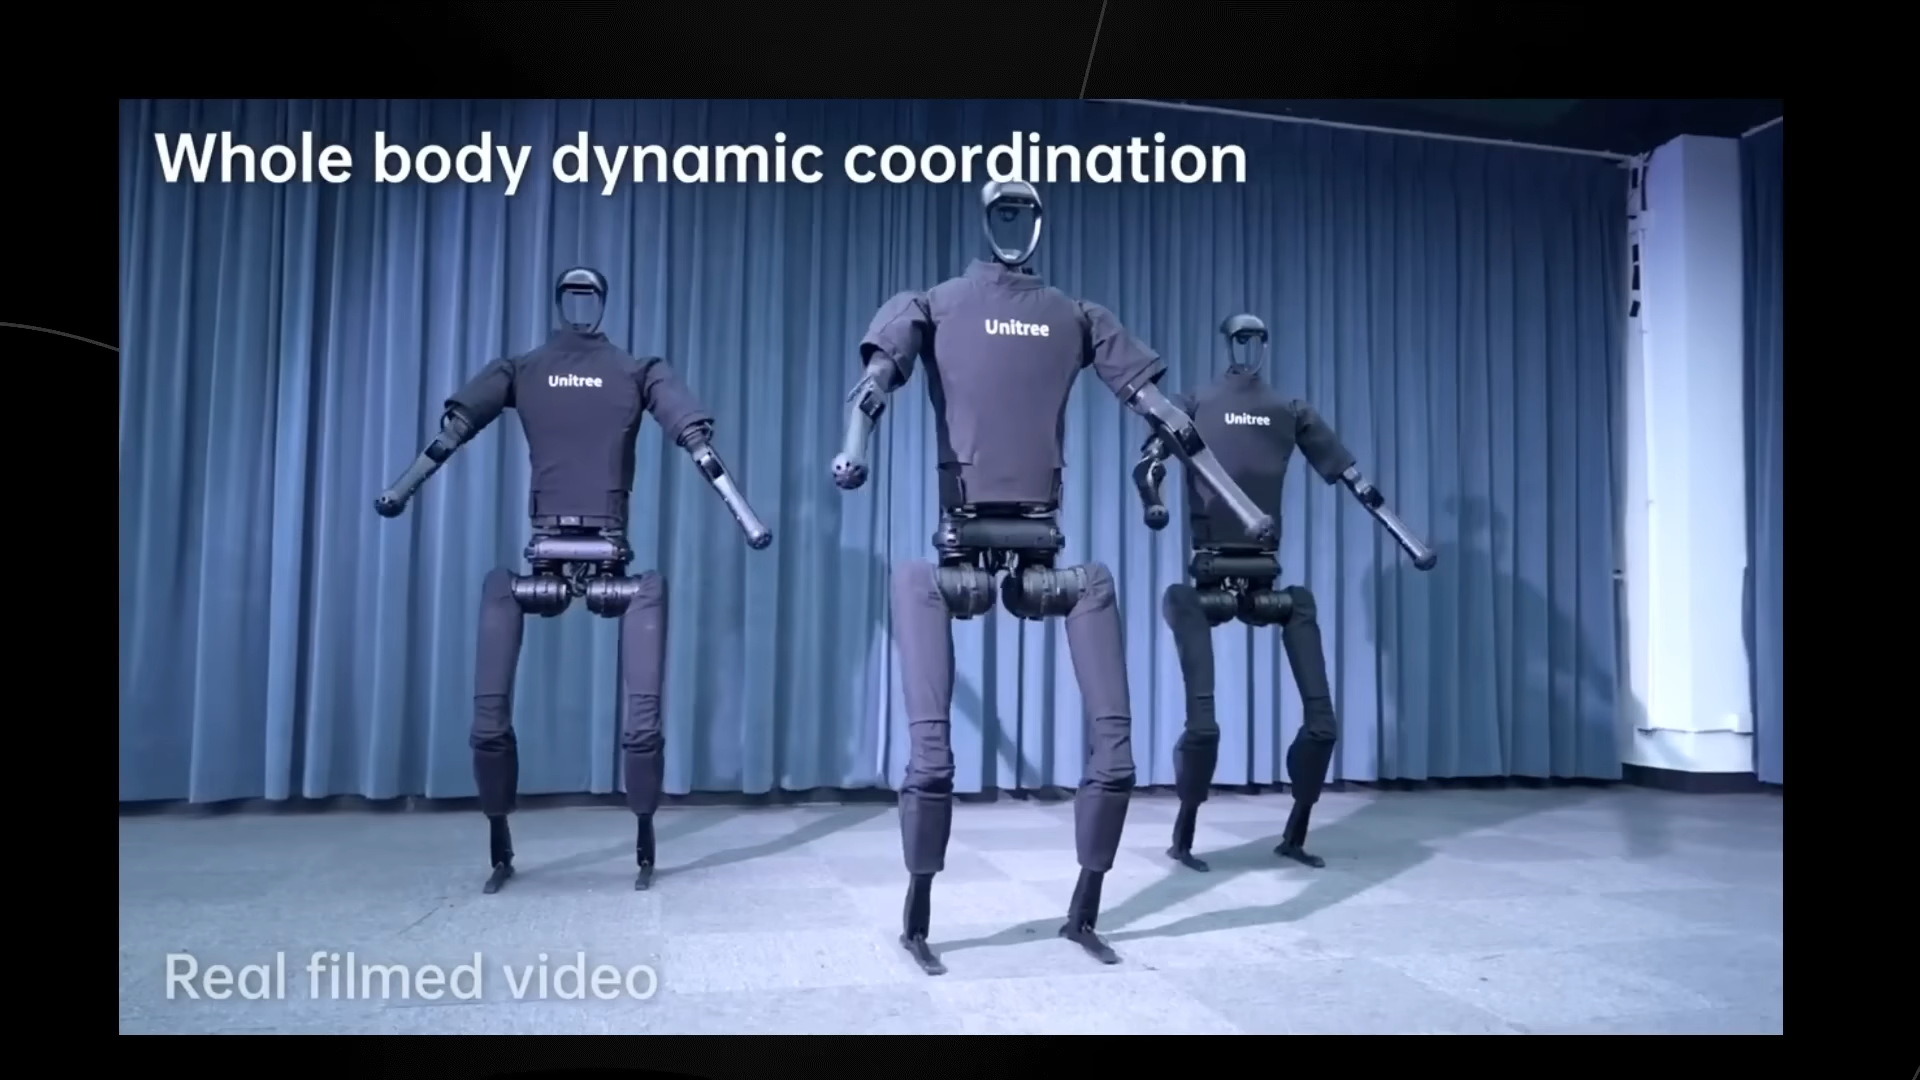 Whole body dynamic coordination
Unitree
Unitree
Unitree
Real filmed video